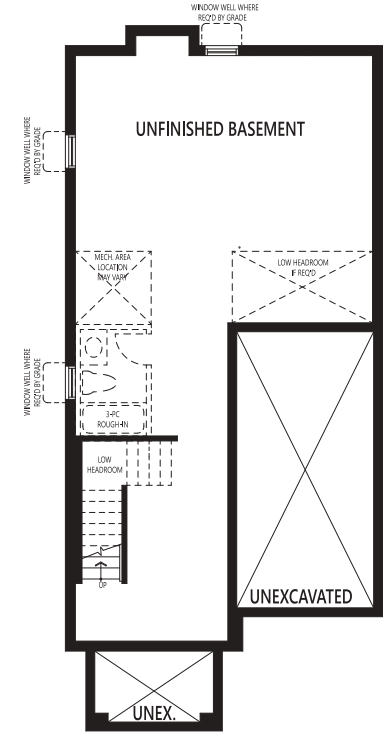 WINDOW WELL WHERE
REQ'D BY GRADE
UNFINISHED BASEMENT
WINDOW WELL WHERE
REQ'D BY GRADE
MECH. AREA
LOCATION
MAY VARY
LOW HEADROOM
IF REQ'D
WINDOW WELL WHERE
REQ'D BY GRADE
3-PC
ROUGH-IN
LOW
HEADROOM
UP
UNEXCAVATED
UNEX.